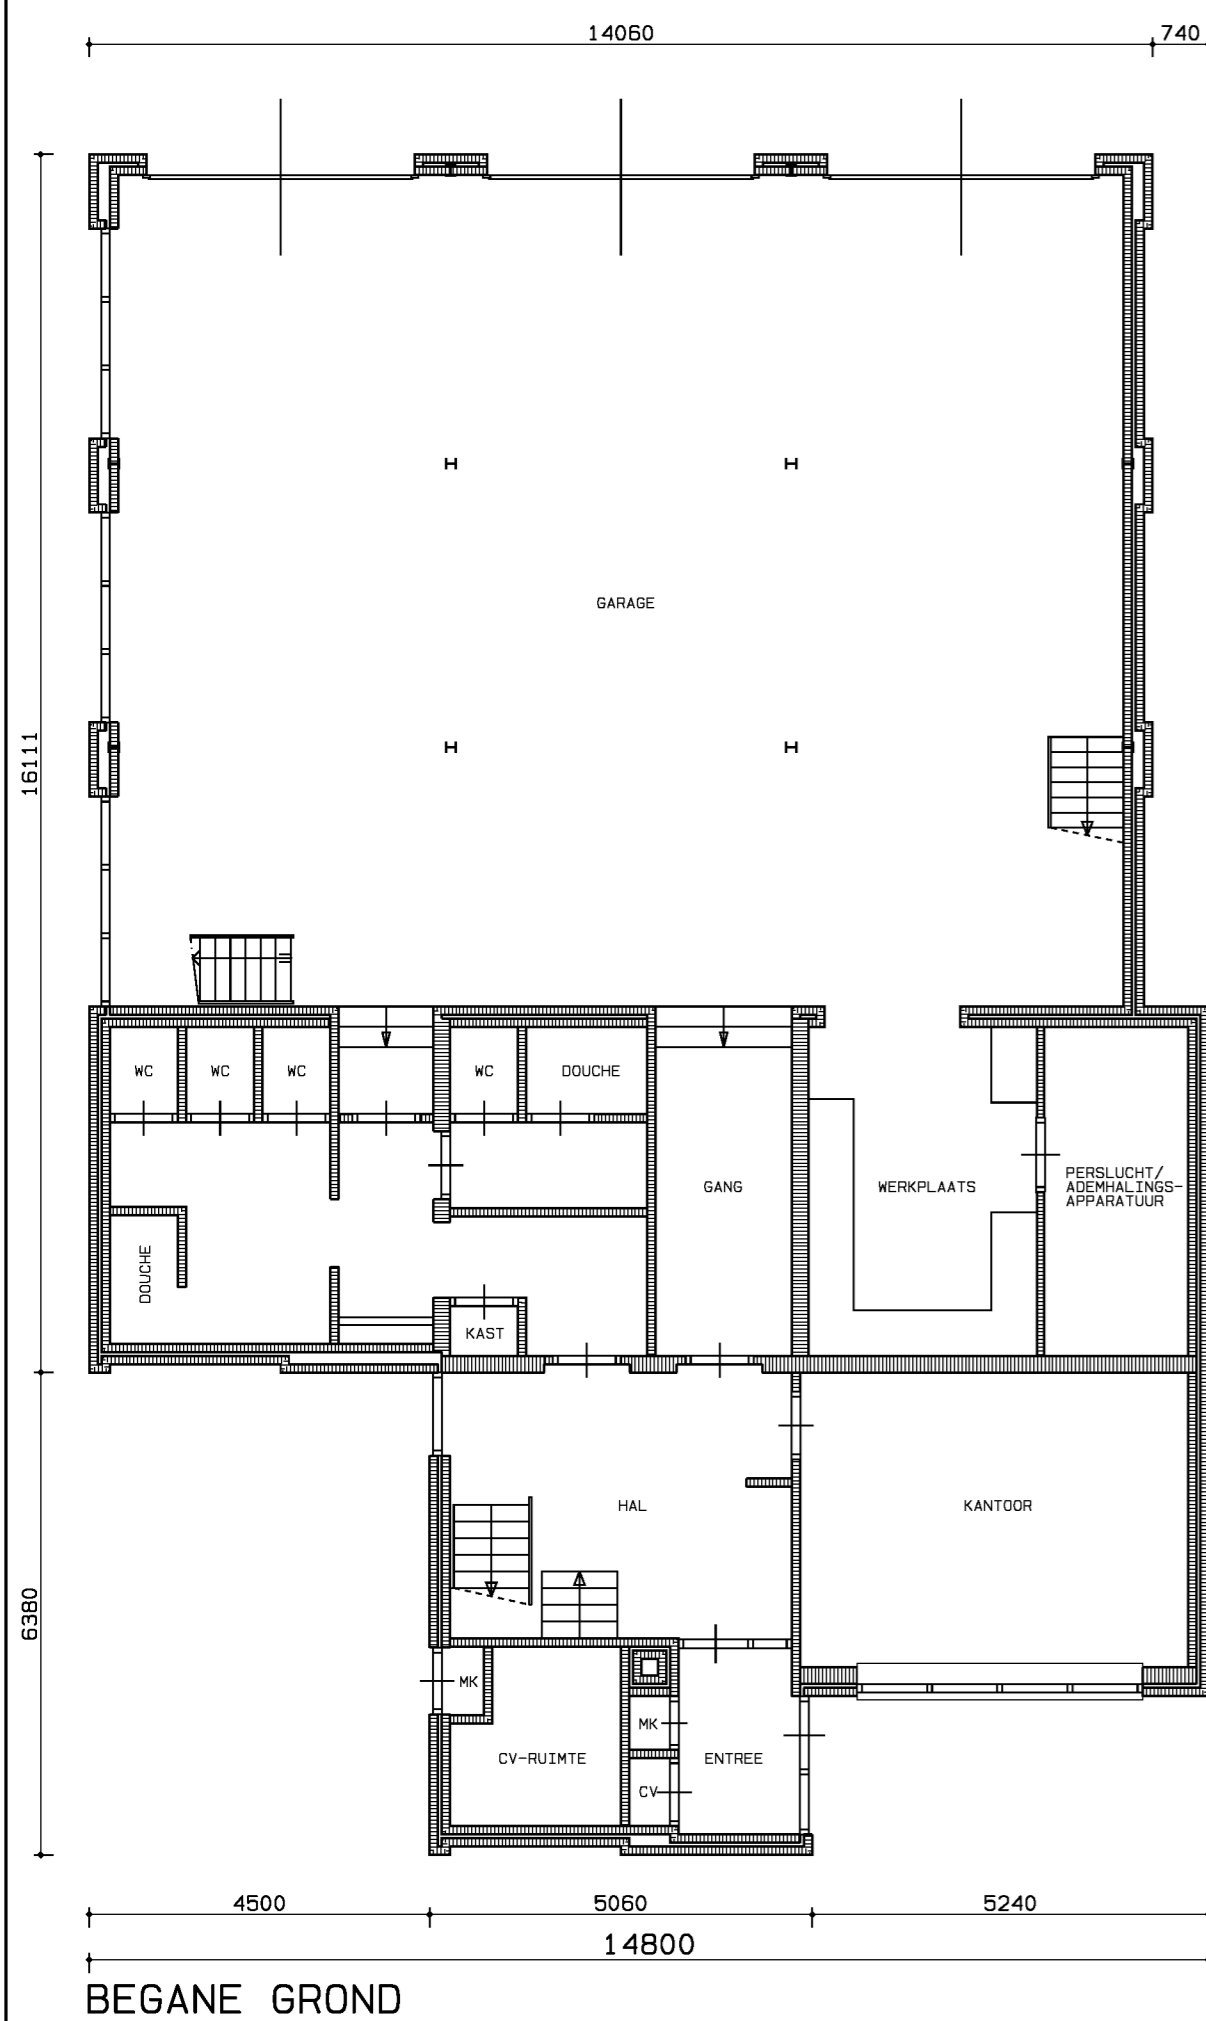 14060
740
GARAGE
16111
WC
WC
WC
WC
DOUCHE
GANG
WERKPLAATS
PERSLUCHT/
ADEMHALINGS-
APPARATUUR
DOUCHE
KAST
HAL
KANTOOR
6380
MK
MK
CV-RUIMTE
ENTREE
CV
4500
5060
5240
14800
BEGANE GROND